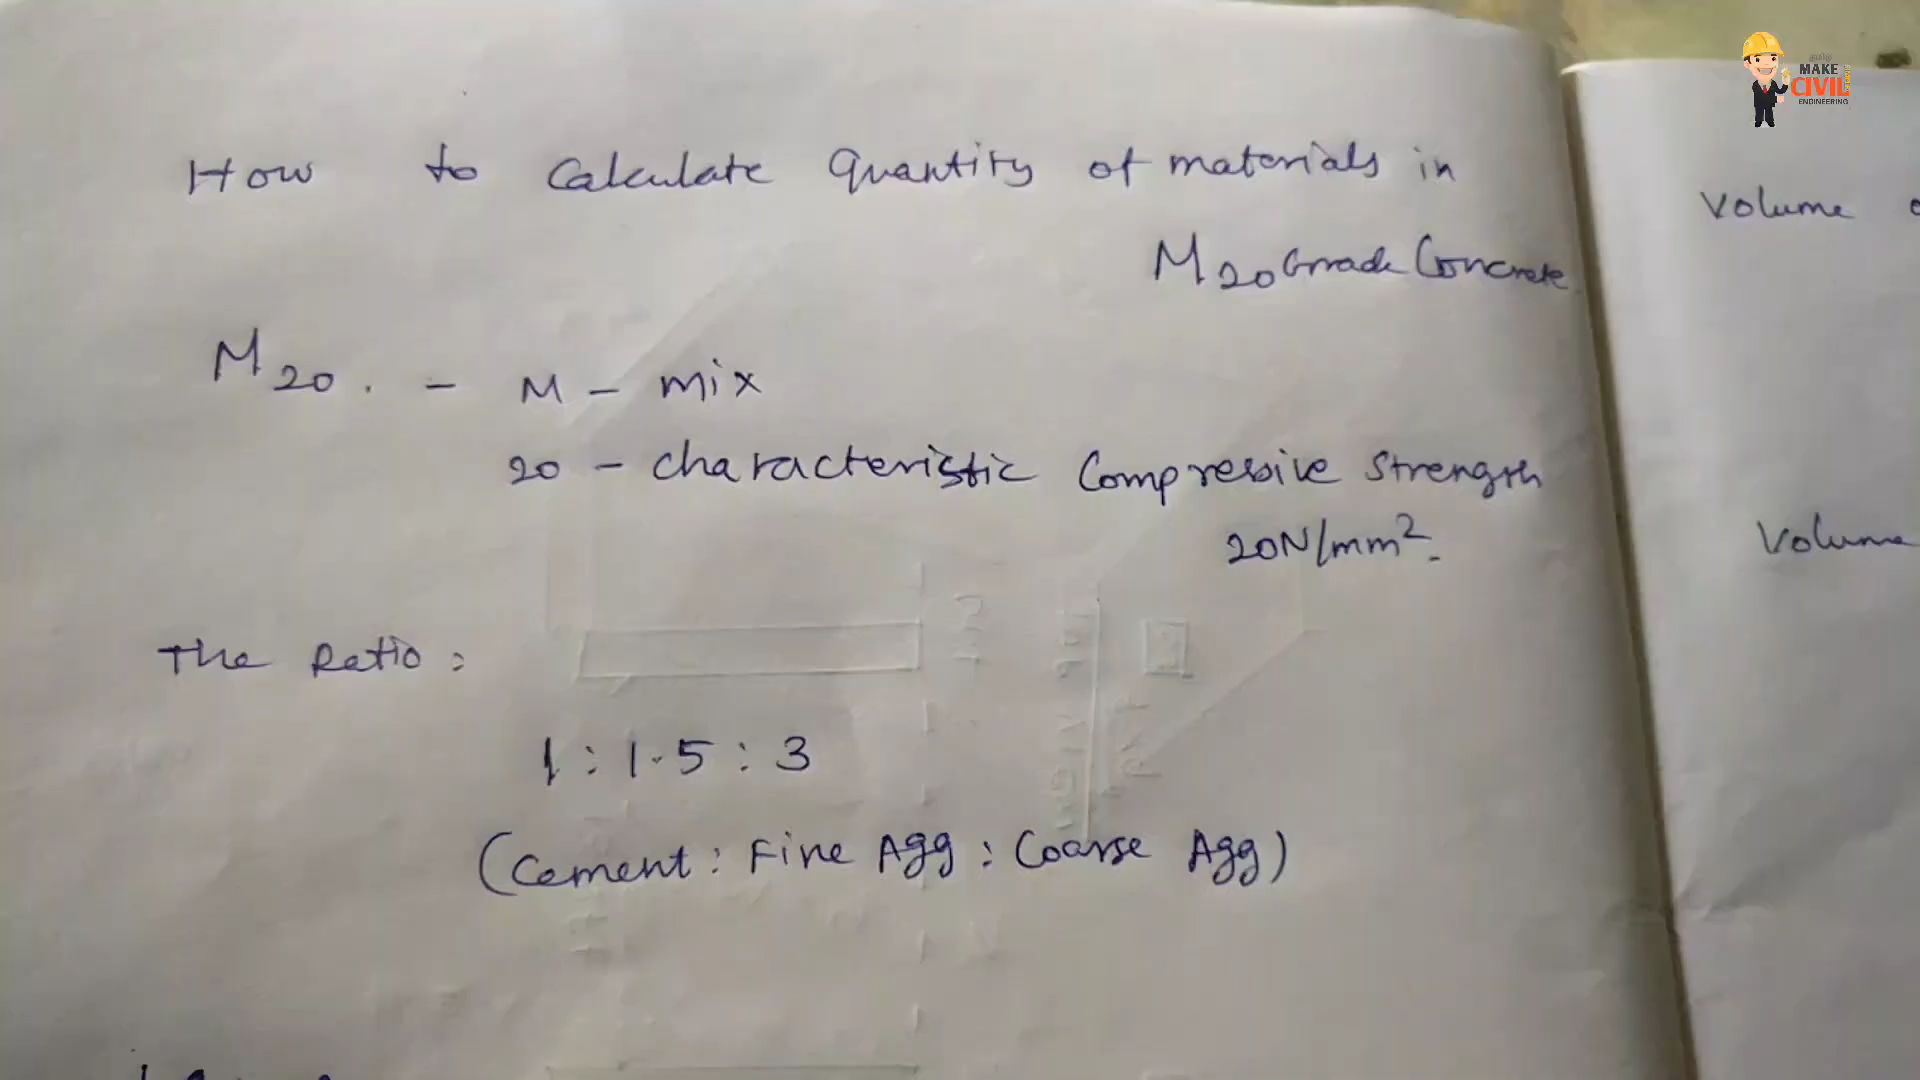 How to Calculate Quantity of materials in
M20 Grade Concrete
M20. - M - mix
20 - characteristic Compressive Strength
20N/mm².
The Ratio:
1 : 1.5 : 3
(Cement : Fine Agg : Coarse Agg)
Volume
Volume
MAKE
CIVIL
ENGINEERING